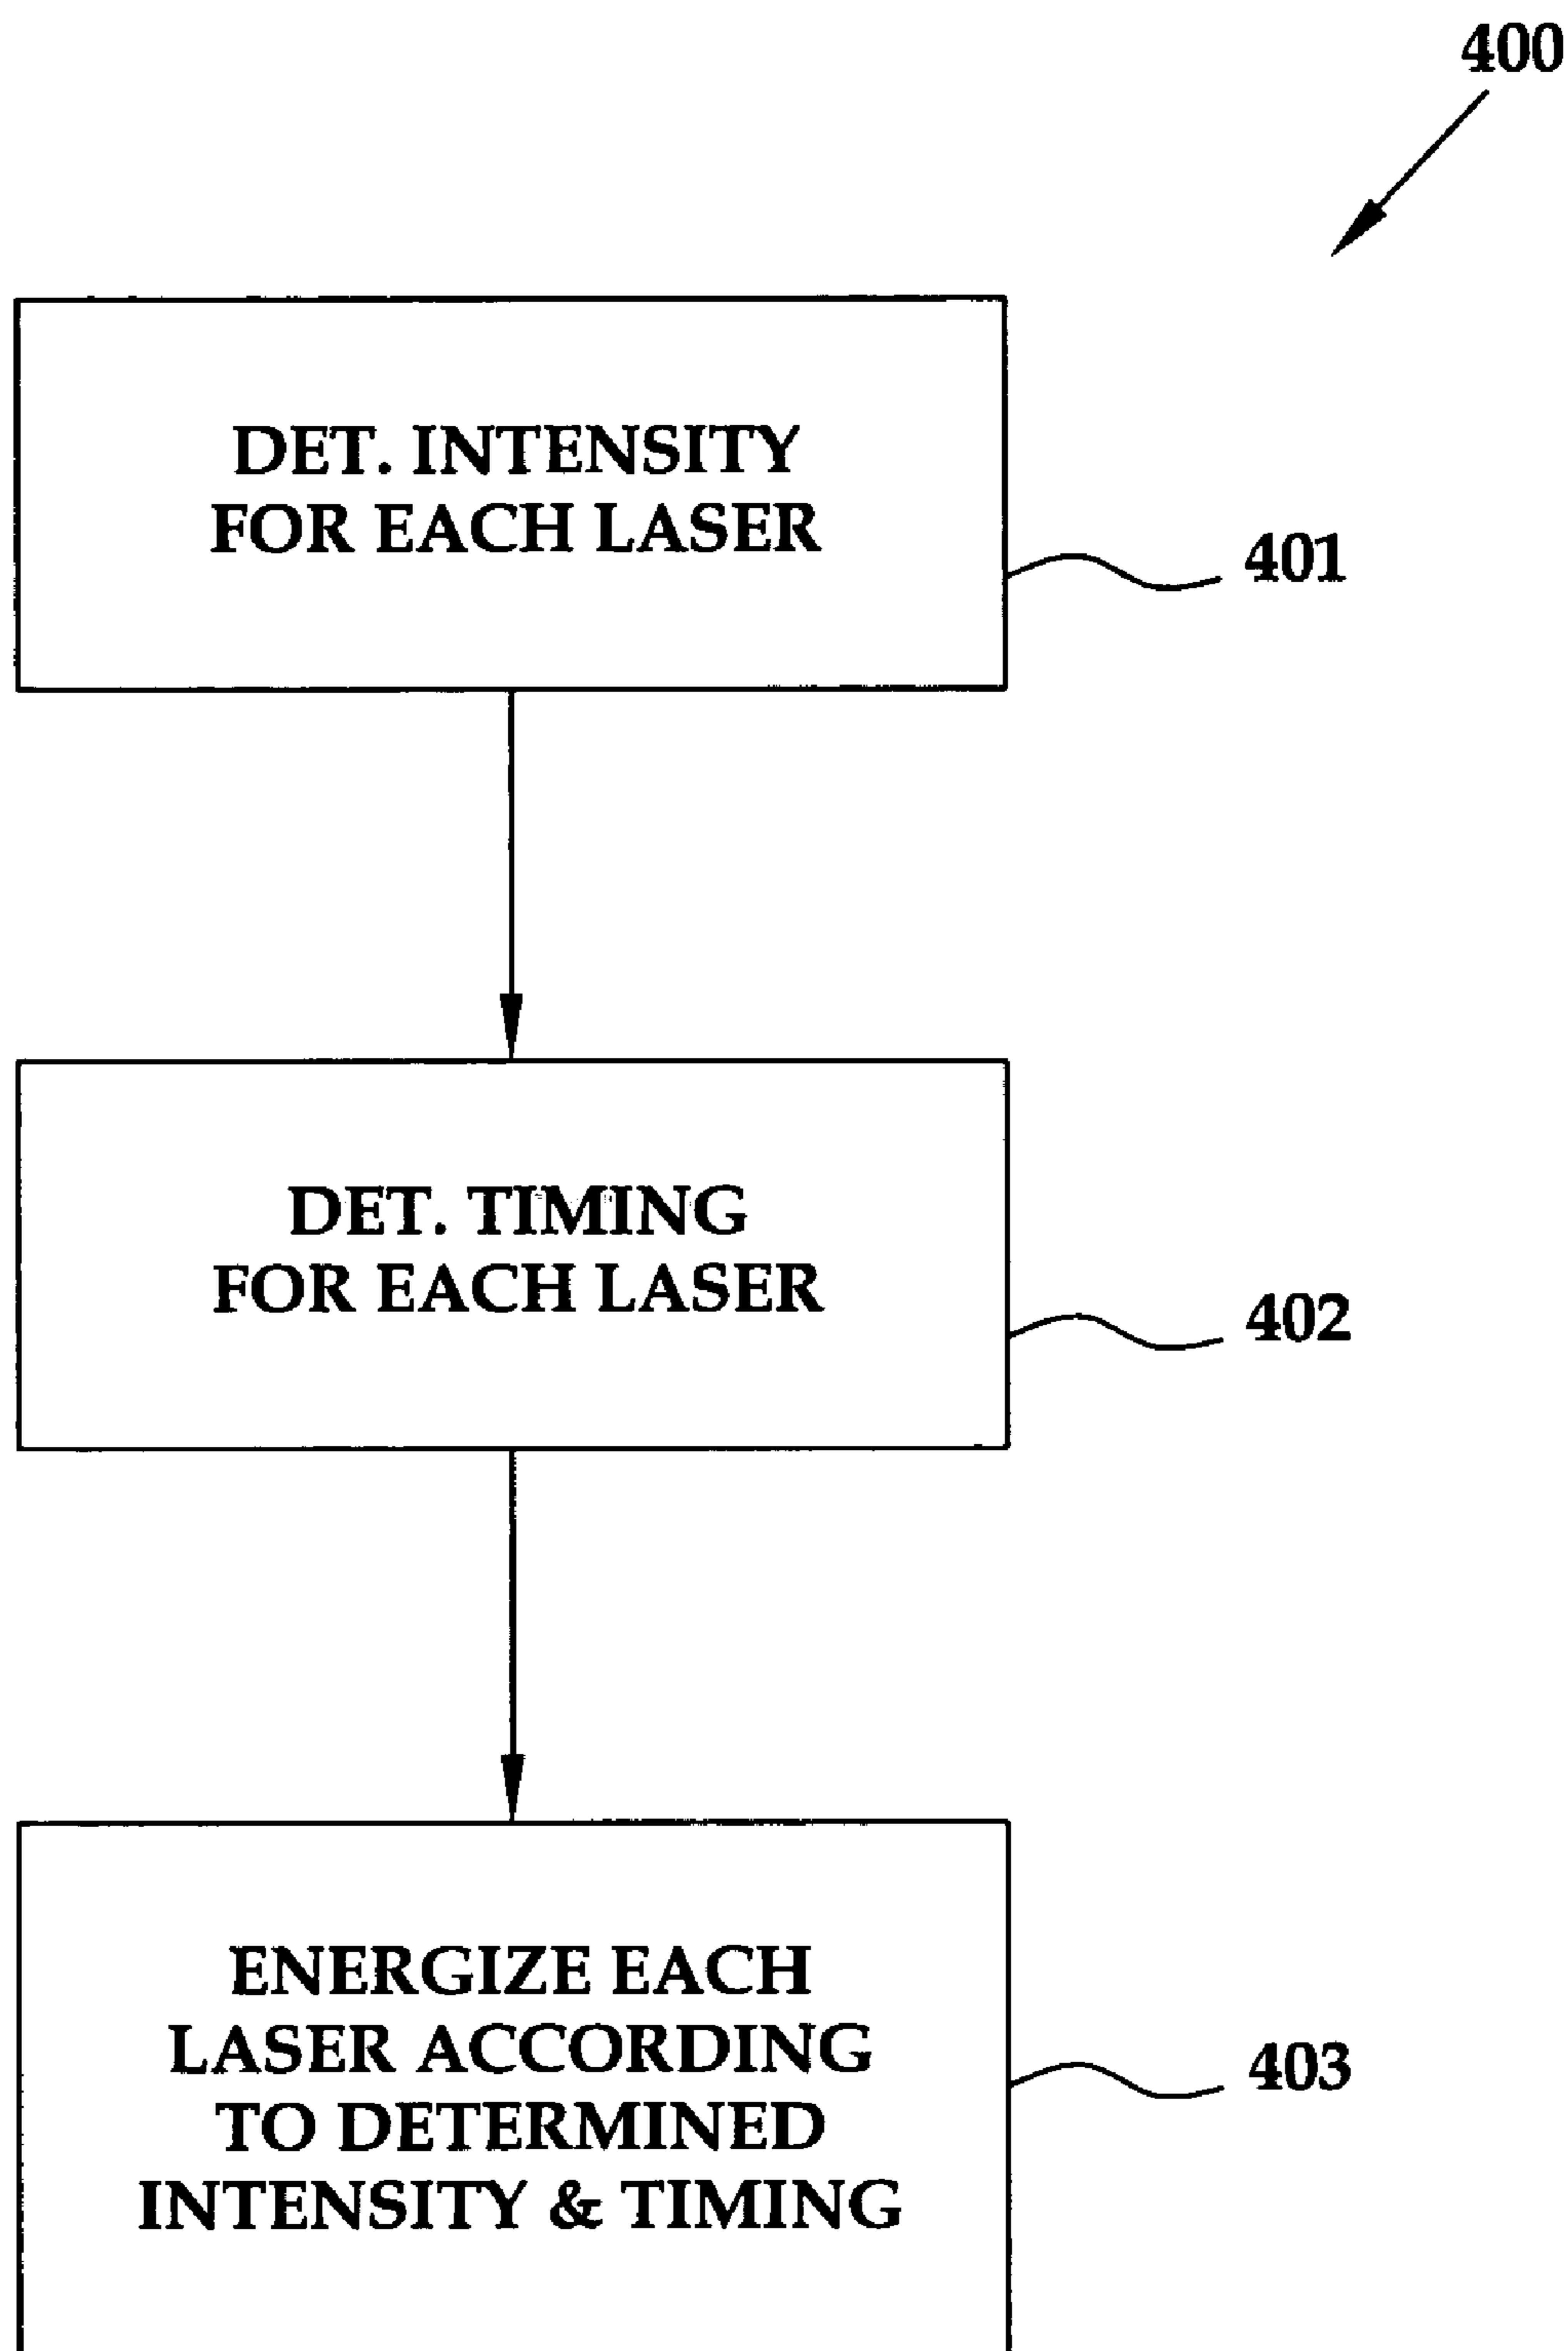 400
DET. INTENSITY
FOR EACH LASER
401
DET. TIMING
FOR EACH LASER
402
ENERGIZE EACH
LASER ACCORDING
TO DETERMINED
INTENSITY & TIMING
403